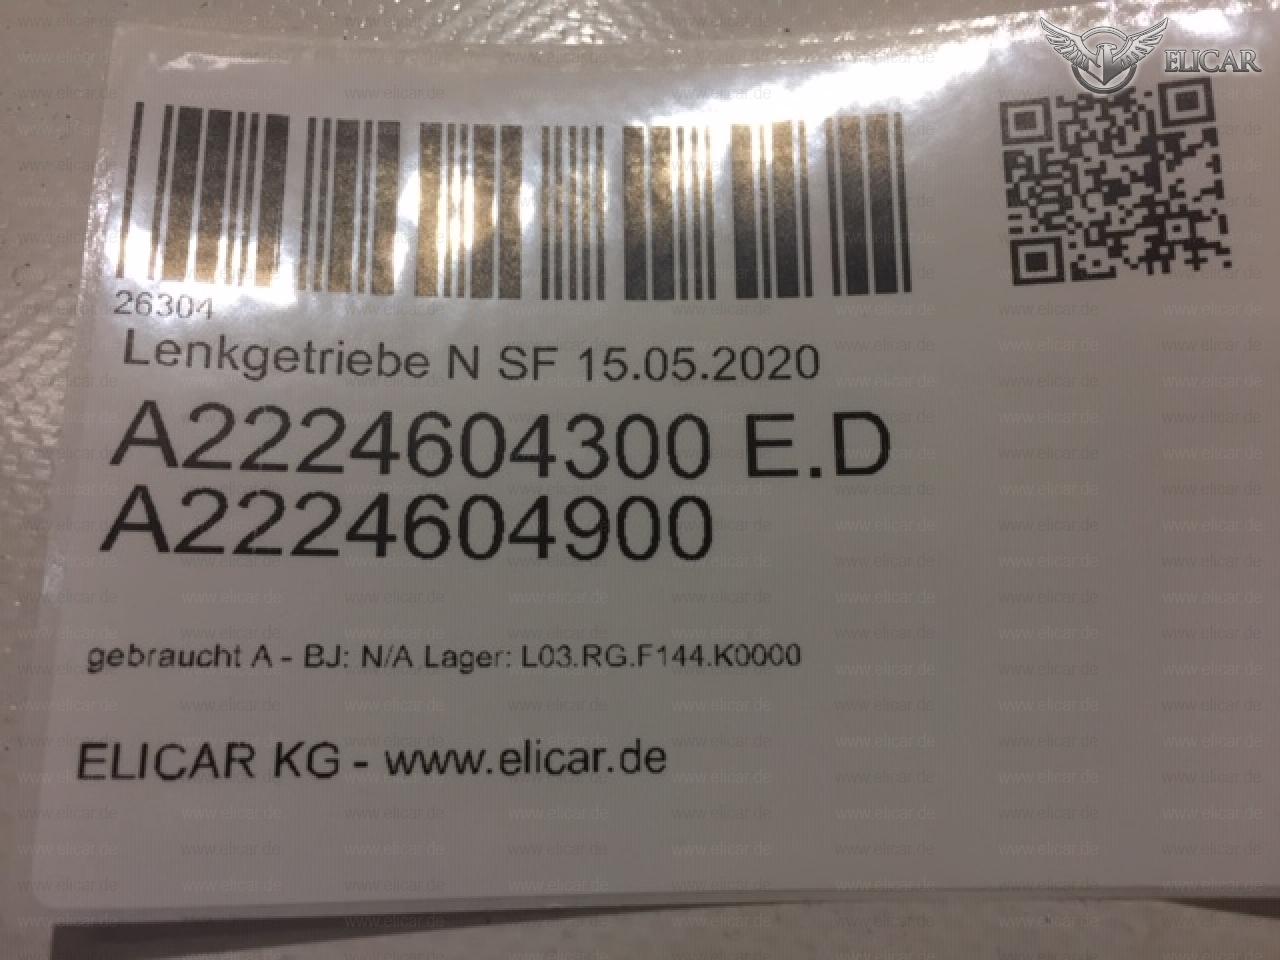 ELICAR
26304
Lenkgetriebe N SF 15.05.2020
A2224604300 E.D
A2224604900
gebraucht A - BJ: N/A Lager: L03.RG.F144.K0000
ELICAR KG - www.elicar.de